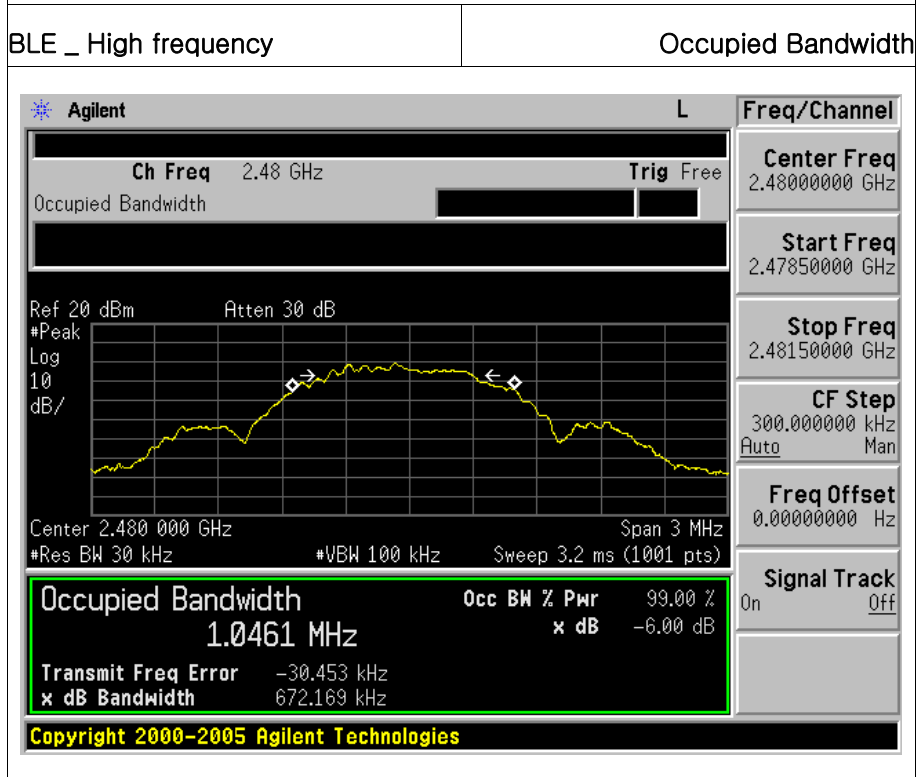 BLE _ High frequency
Occupied Bandwidth
Agilent
L
Freq/Channel
Ch Freq 2.48 GHz
Trig Free
Occupied Bandwidth
Center Freq
2.48000000 GHz
Start Freq
2.47850000 GHz
Stop Freq
2.48150000 GHz
CF Step
300.000000 kHz
Auto Man
Freq Offset
0.00000000 Hz
Signal Track
On Off
Ref 20 dBm
Atten 30 dB
#Peak
Log
10
dB/
Center 2.480 000 GHz
Span 3 MHz
#Res BW 30 kHz
#VBW 100 kHz
Sweep 3.2 ms (1001 pts)
Occupied Bandwidth
1.0461 MHz
Occ BW % Pwr 99.00 %
x dB -6.00 dB
Transmit Freq Error -30.453 kHz
x dB Bandwidth 672.169 kHz
Copyright 2000-2005 Agilent Technologies